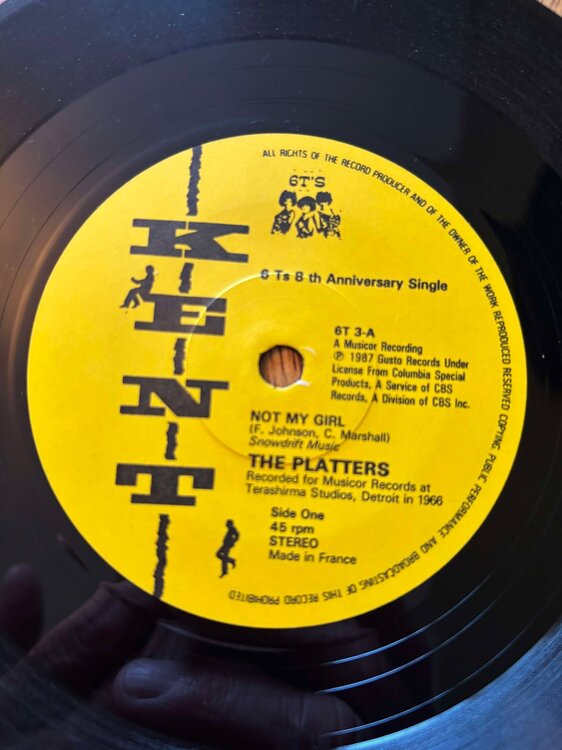 ALL RIGHTS OF THE RECORD PRODUCER AND OF THE OWNER OF THE WORK REPRODUCED RESERVED COPYING PUBLIC PERFORMANCE AND BROADCASTING OF THIS RECORD PROHIBITED
6T'S
KENT
6 Ts 8 th Anniversary Single
6T 3-A
A Musicor Recording
℗ 1987 Gusto Records Under
License From Columbia Special
Products, A Service of CBS
Records, A Division of CBS Inc.
NOT MY GIRL
(F. Johnson, C. Marshall)
Snowdrift Music
THE PLATTERS
Recorded for Musicor Records at
Terashirma Studios, Detroit in 1966
Side One
45 rpm
STEREO
Made in France